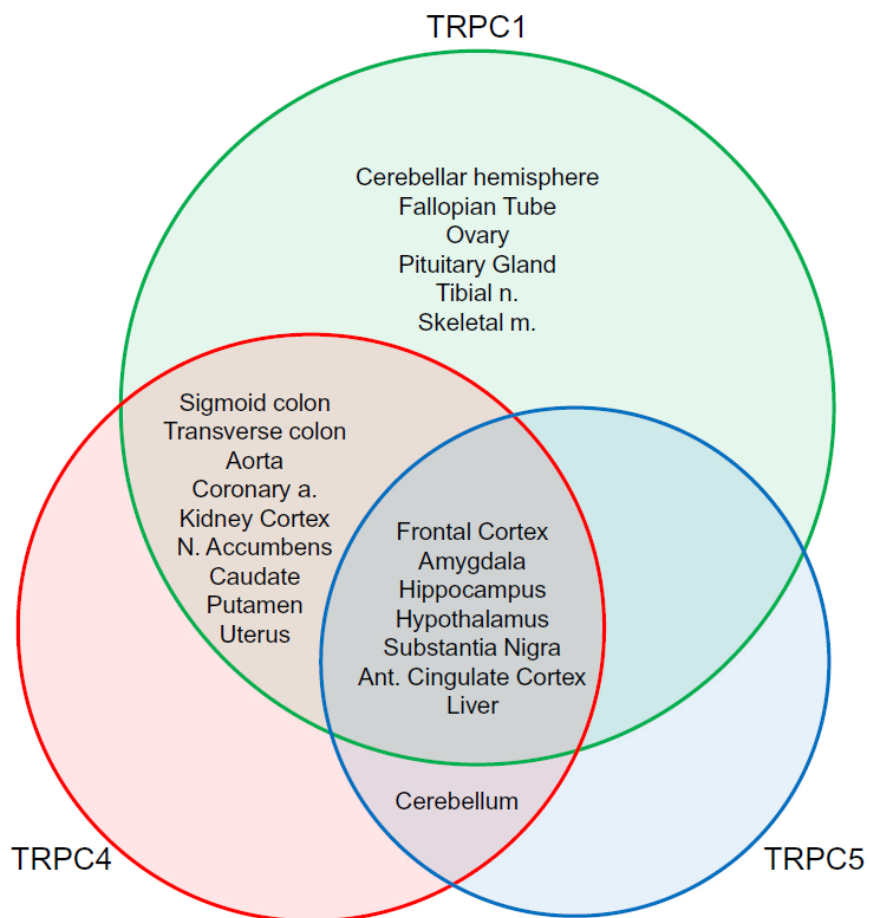 TRPC1
Cerebellar hemisphere
Fallopian Tube
Ovary
Pituitary Gland
Tibial n.
Skeletal m.
Sigmoid colon
Transverse colon
Aorta
Coronary a.
Kidney Cortex
N. Accumbens
Caudate
Putamen
Uterus
Frontal Cortex
Amygdala
Hippocampus
Hypothalamus
Substantia Nigra
Ant. Cingulate Cortex
Liver
Cerebellum
TRPC4
TRPC5